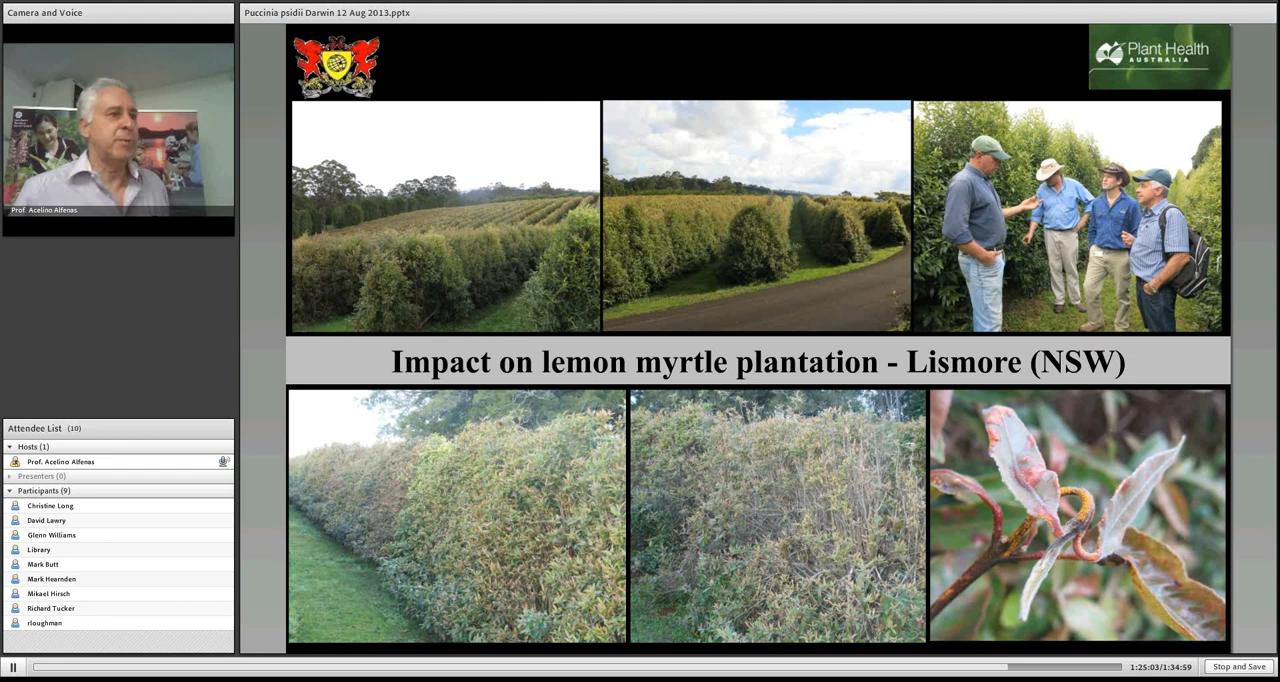 Camera and Voice
Prof. Acelino Alfenas
Attendee List (10)
Hosts (1)
Prof. Acelino Alfenas
Presenters (0)
Participants (9)
Christine Long
David Lawry
Glenn Williams
Library
Mark Butt
Mark Hearnden
Mikael Hirsch
Richard Tucker
rloughman
Puccinia psidii Darwin 12 Aug 2013.pptx
Plant Health
AUSTRALIA
Impact on lemon myrtle plantation - Lismore (NSW)
1:25:03/1:34:59
Stop and Save